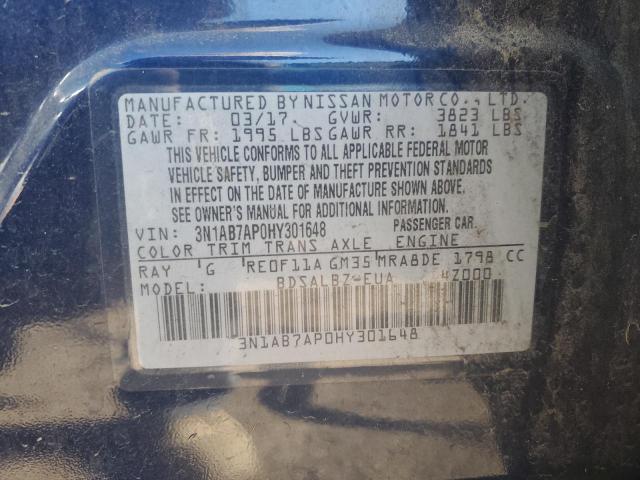 MANUFACTURED BY NISSAN MOTOR CO., LTD.
DATE: 03/17 GVWR: 3823 LBS
GAWR FR: 1995 LBS GAWR RR: 1841 LBS
THIS VEHICLE CONFORMS TO ALL APPLICABLE FEDERAL MOTOR
VEHICLE SAFETY, BUMPER AND THEFT PREVENTION STANDARDS
IN EFFECT ON THE DATE OF MANUFACTURE SHOWN ABOVE.
SEE OWNER'S MANUAL FOR ADDITIONAL INFORMATION.
VIN: 3N1AB7AP0HY301648 PASSENGER CAR
COLOR TRIM TRANS AXLE ENGINE
RAY G RE0F11A GM35 MRA8DE 1798 CC
MODEL: BDSALBZ-EUA 4Z000
3N1AB7AP0HY301648